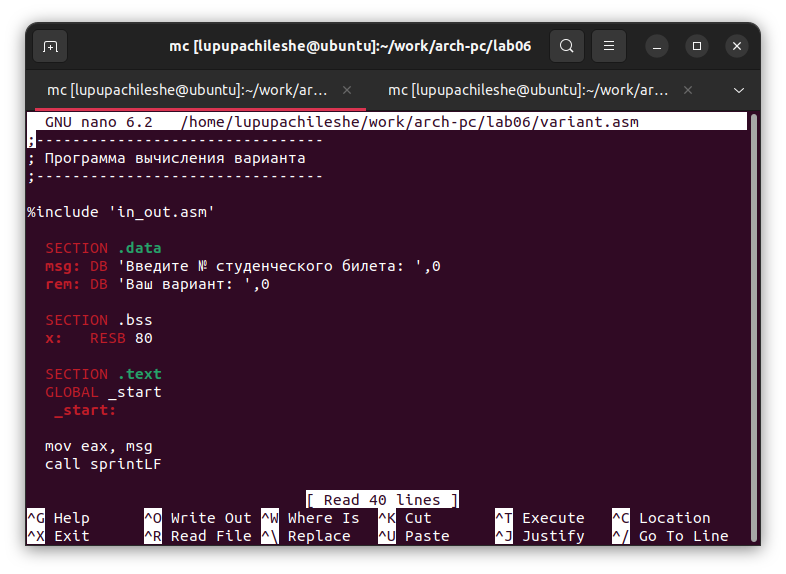 mc [lupupachileshe@ubuntu]:~/work/arch-pc/lab06
mc [lupupachileshe@ubuntu]:~/work/ar... mc [lupupachileshe@ubuntu]:~/work/ar...
GNU nano 6.2 /home/lupupachileshe/work/arch-pc/lab06/variant.asm
;--------------------------------
; Программа вычисления варианта
;--------------------------------
%include 'in_out.asm'
SECTION .data
msg: DB 'Введите № студенческого билета: ',0
rem: DB 'Ваш вариант: ',0
SECTION .bss
x: RESB 80
SECTION .text
GLOBAL _start
_start:
mov eax, msg
call sprintLF
[ Read 40 lines ]
^G Help ^O Write Out ^W Where Is ^K Cut ^T Execute ^C Location
^X Exit ^R Read File ^\ Replace ^U Paste ^J Justify ^/ Go To Line